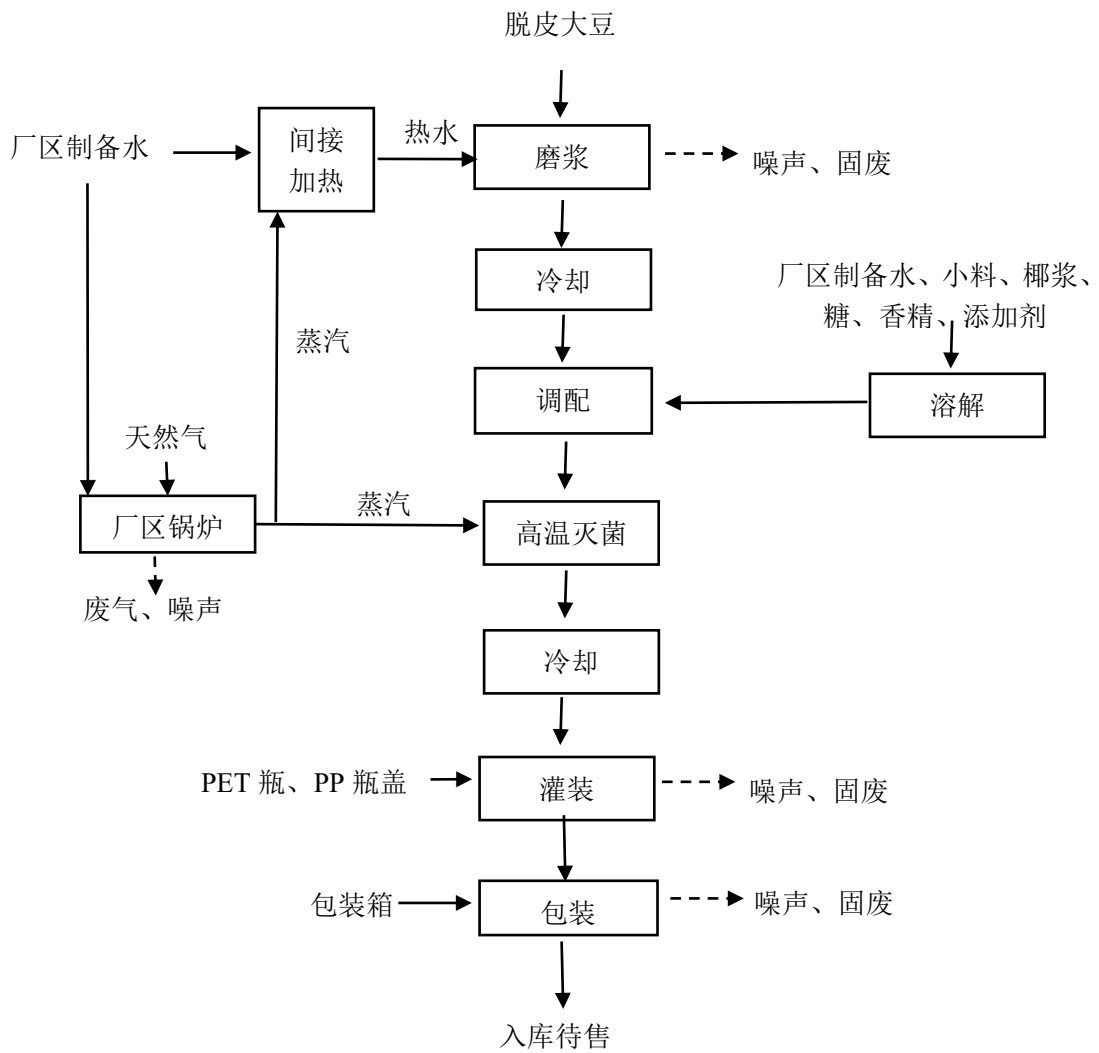 脱皮大豆
厂区制备水
间接
加热
热水
磨浆
噪声、固废
冷却
厂区制备水、小料、椰浆、
糖、香精、添加剂
蒸汽
调配
溶解
天然气
厂区锅炉
蒸汽
高温灭菌
废气、噪声
冷却
PET 瓶、PP 瓶盖
灌装
噪声、固废
包装箱
包装
噪声、固废
入库待售